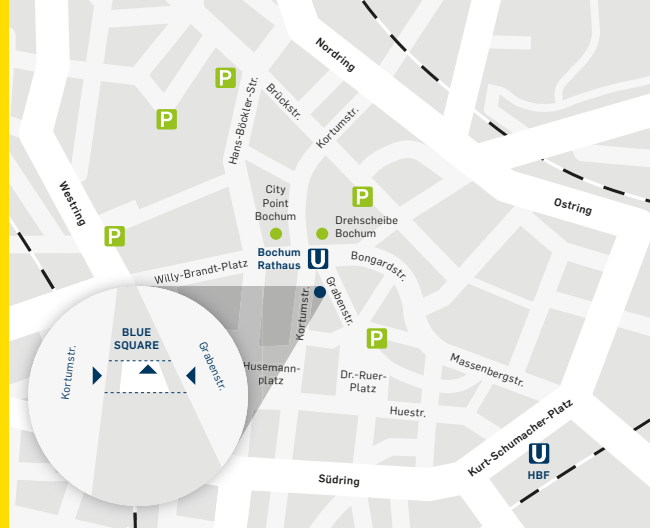 Nordring
P
Brückstr.
Hans-Böckler-Str.
Kortumstr.
P
Westring
City
Point
Bochum
P
Ostring
Drehscheibe
Bochum
P
Bochum
Rathaus
U
Bongardstr.
Willy-Brandt-Platz
Grabenstr.
Kortumstr.
BLUE
SQUARE
Kortumstr.
Grabenstr.
P
Husemann-
platz
Dr.-Ruer-
Platz
Massenbergstr.
Huestr.
Kurt-Schumacher-Platz
U
HBF
Südring